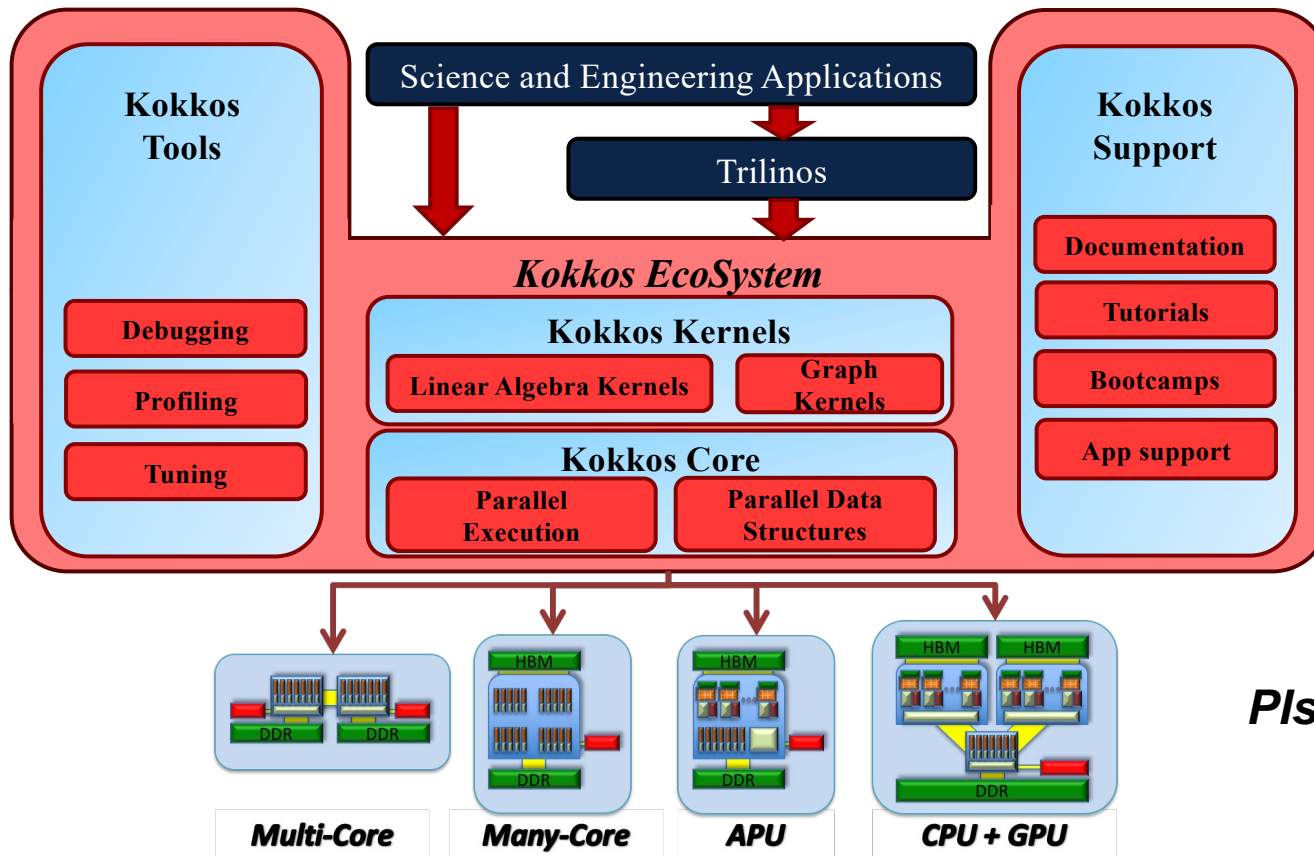 Science and Engineering Applications
Trilinos
Kokkos
Tools
Debugging
Profiling
Tuning
Kokkos EcoSystem
Kokkos Kernels
Linear Algebra Kernels
Graph
Kernels
Kokkos Core
Parallel
Execution
Parallel Data
Structures
Kokkos
Support
Documentation
Tutorials
Bootcamps
App support
DDR
DDR
Multi-Core
HBM
DDR
Many-Core
HBM
DDR
APU
HBM
HBM
DDR
CPU + GPU
PIs